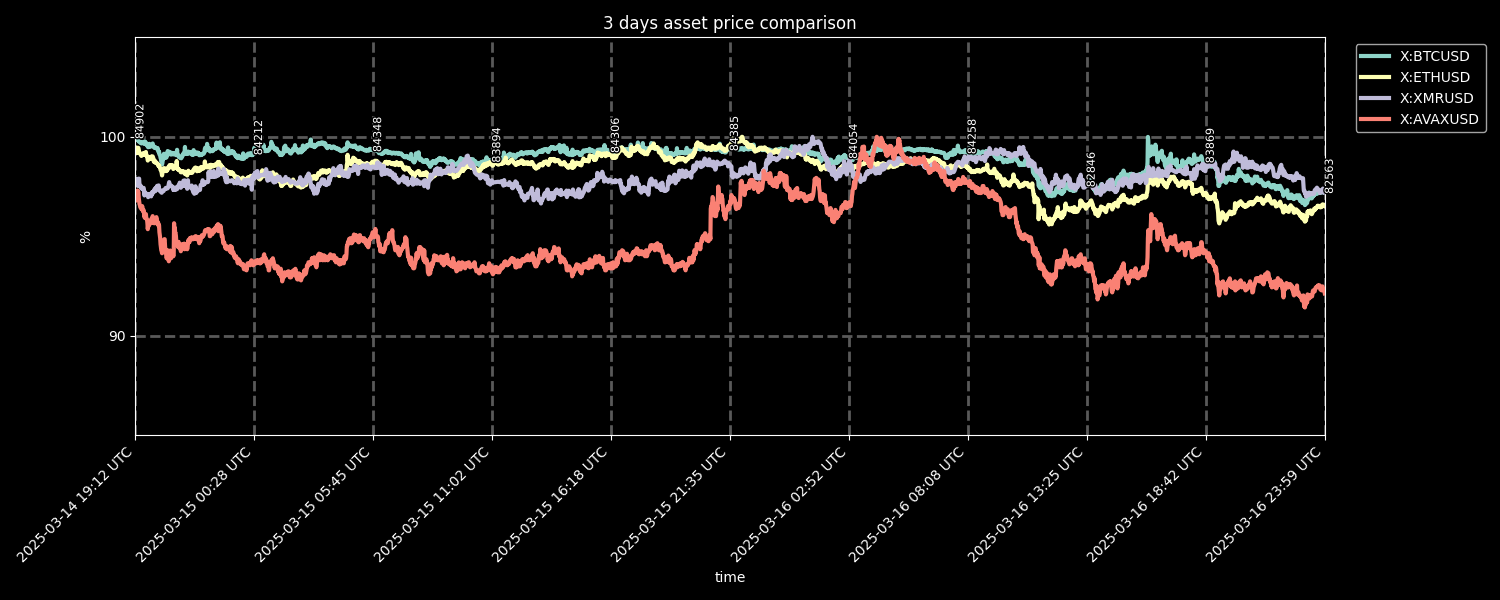 3 days asset price comparison
X:BTCUSD
X:ETHUSD
X:XMRUSD
X:AVAXUSD
100
90
%
84902
84212
84348
83894
84306
84385
84054
84258
82846
83869
82563
2025-03-14 19:12 UTC
2025-03-15 00:28 UTC
2025-03-15 05:45 UTC
2025-03-15 11:02 UTC
2025-03-15 16:18 UTC
2025-03-15 21:35 UTC
2025-03-16 02:52 UTC
2025-03-16 08:08 UTC
2025-03-16 13:25 UTC
2025-03-16 18:42 UTC
2025-03-16 23:59 UTC
time